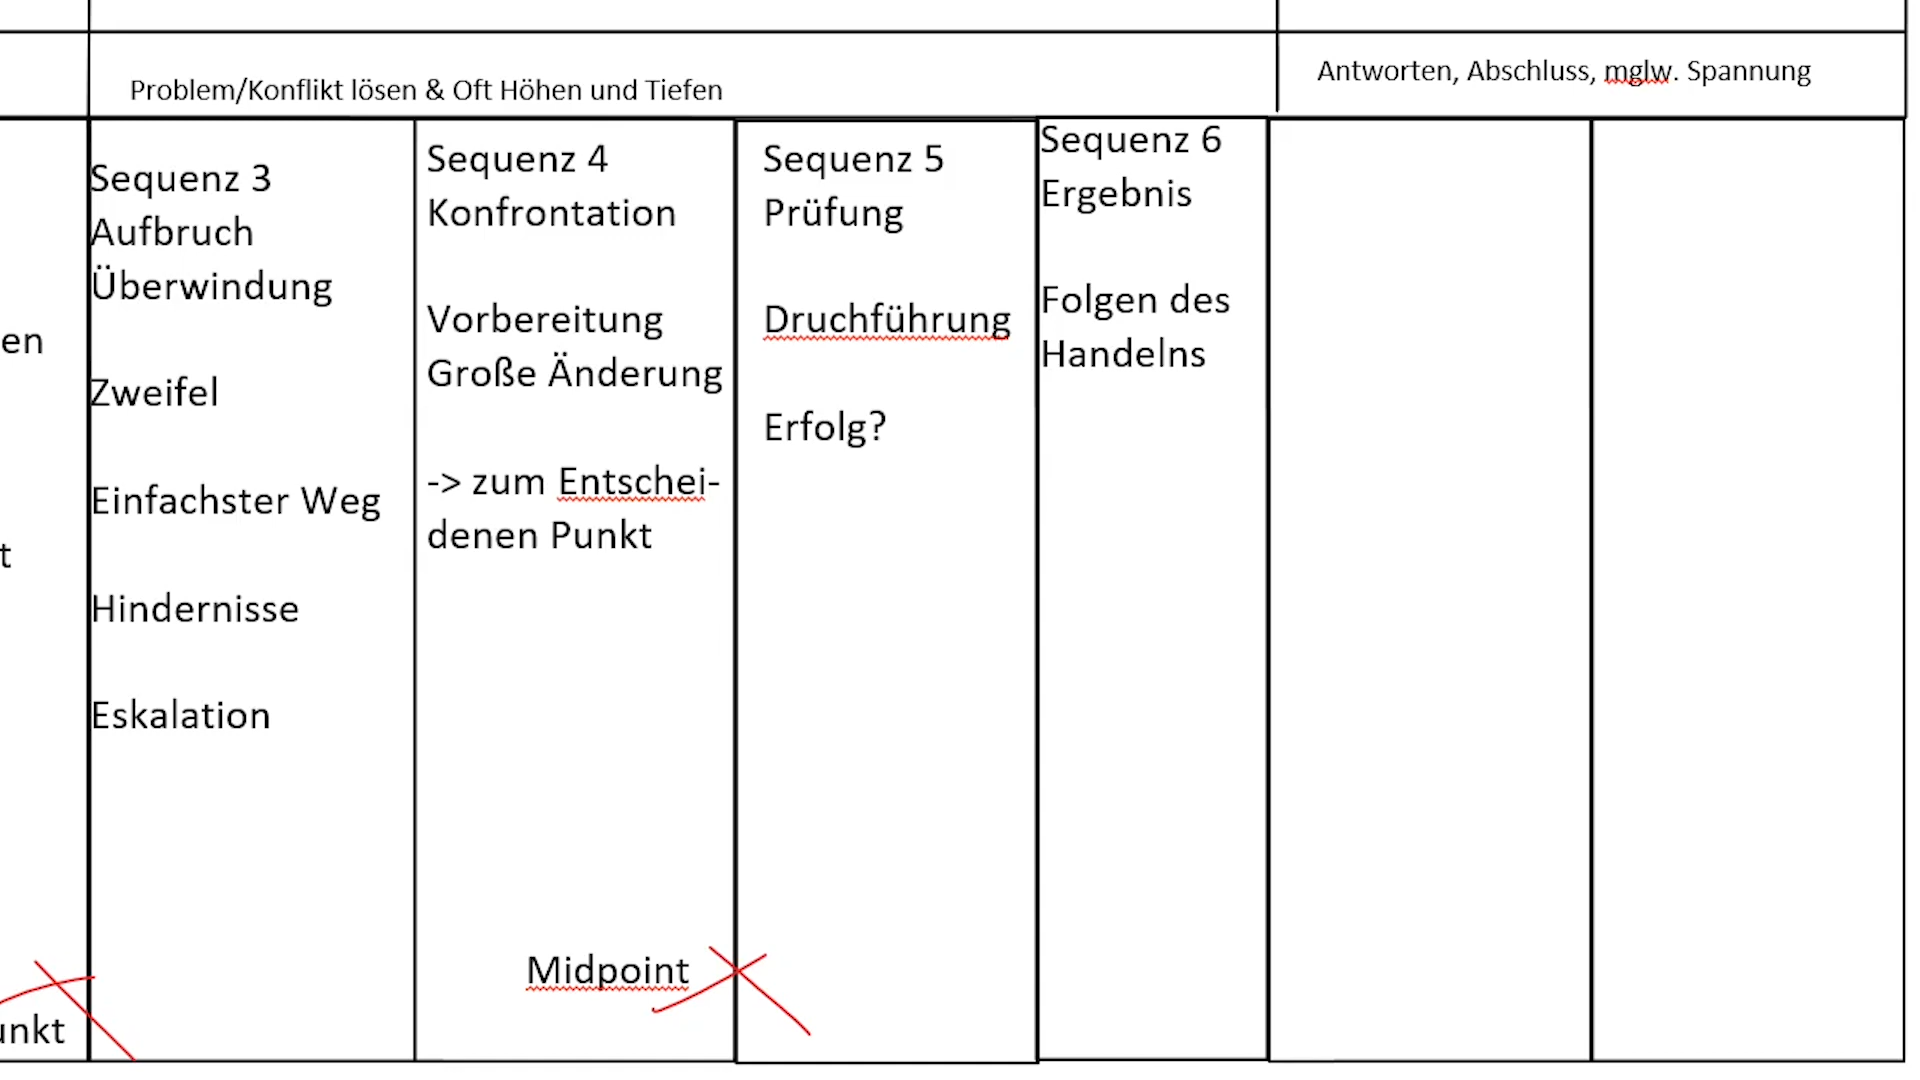 Problem/Konflikt lösen & Oft Höhen und Tiefen
Antworten, Abschluss, mglw. Spannung
en
t
unkt
Sequenz 3
Aufbruch
Überwindung
Zweifel
Einfachster Weg
Hindernisse
Eskalation
Sequenz 4
Konfrontation
Vorbereitung
Große Änderung
-> zum Entschei-
denen Punkt
Midpoint
Sequenz 5
Prüfung
Druchführung
Erfolg?
Sequenz 6
Ergebnis
Folgen des
Handelns